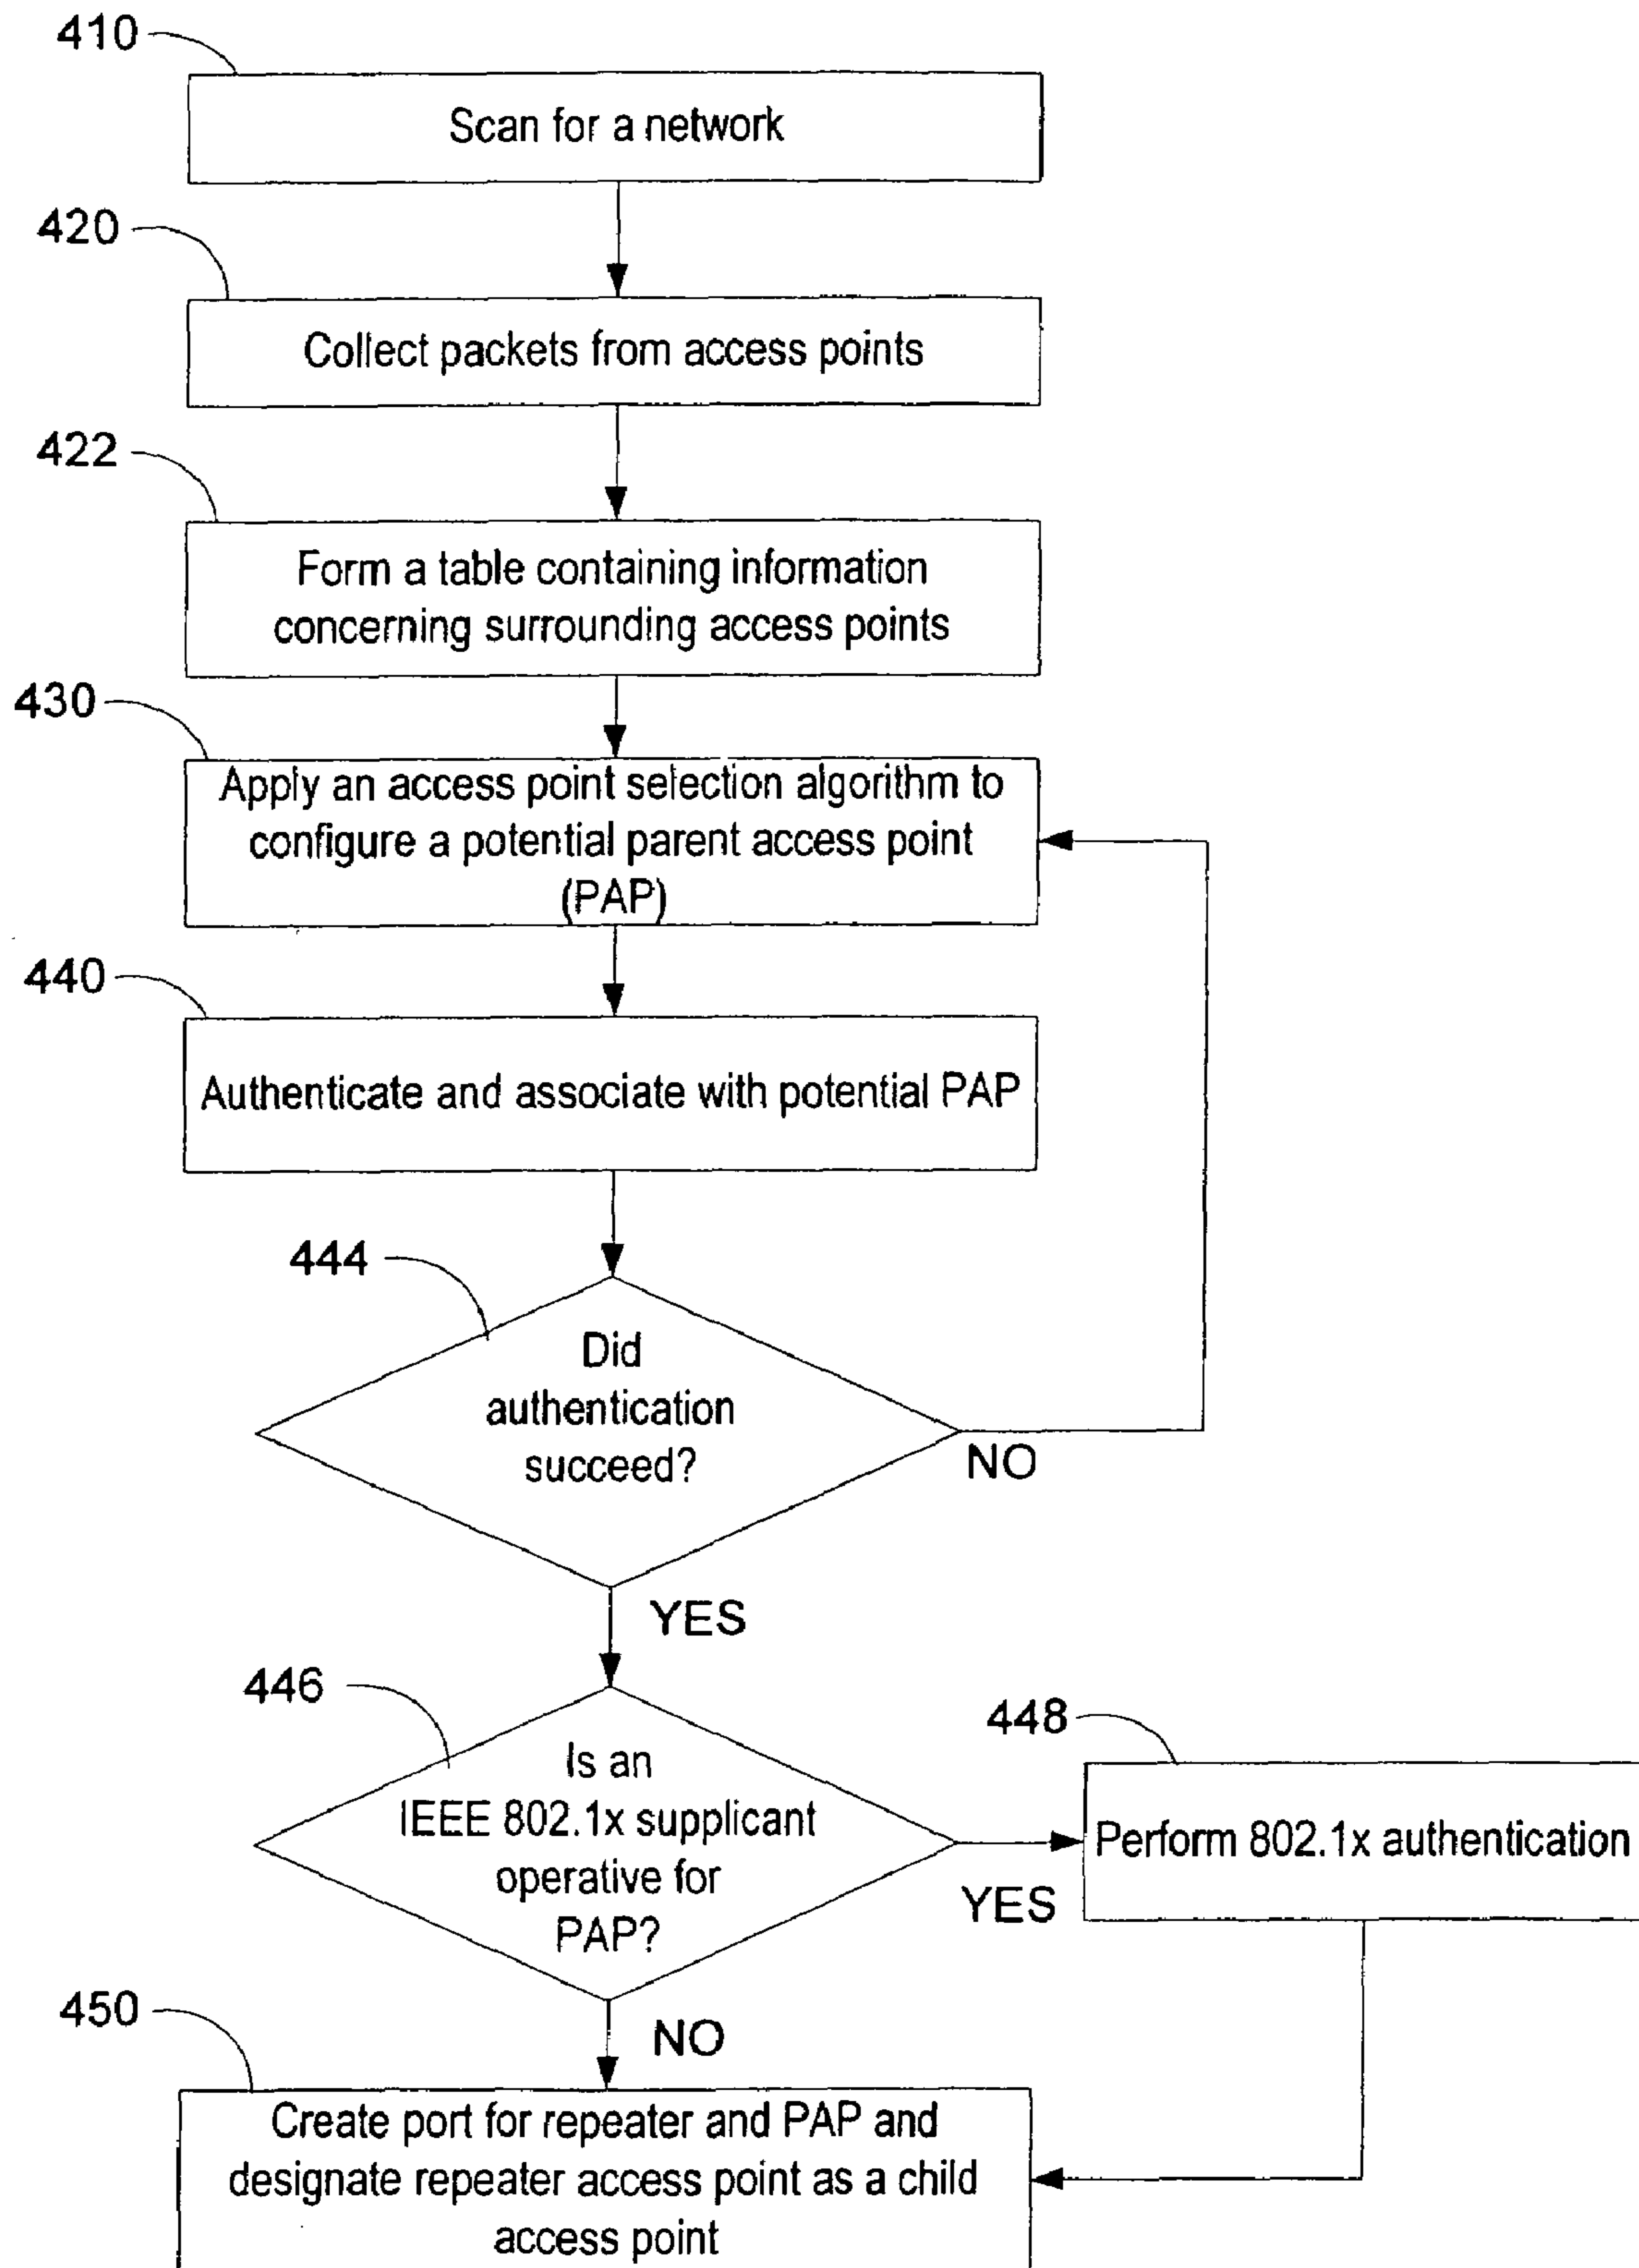 410
Scan for a network
420
Collect packets from access points
422
Form a table containing information
concerning surrounding access points
430
Apply an access point selection algorithm to
configure a potential parent access point
(PAP)
440
Authenticate and associate with potential PAP
444
Did
authentication
succeed?
NO
YES
446
Is an
IEEE 802.1x supplicant
operative for
PAP?
YES
448
Perform 802.1x authentication
NO
450
Create port for repeater and PAP and
designate repeater access point as a child
access point